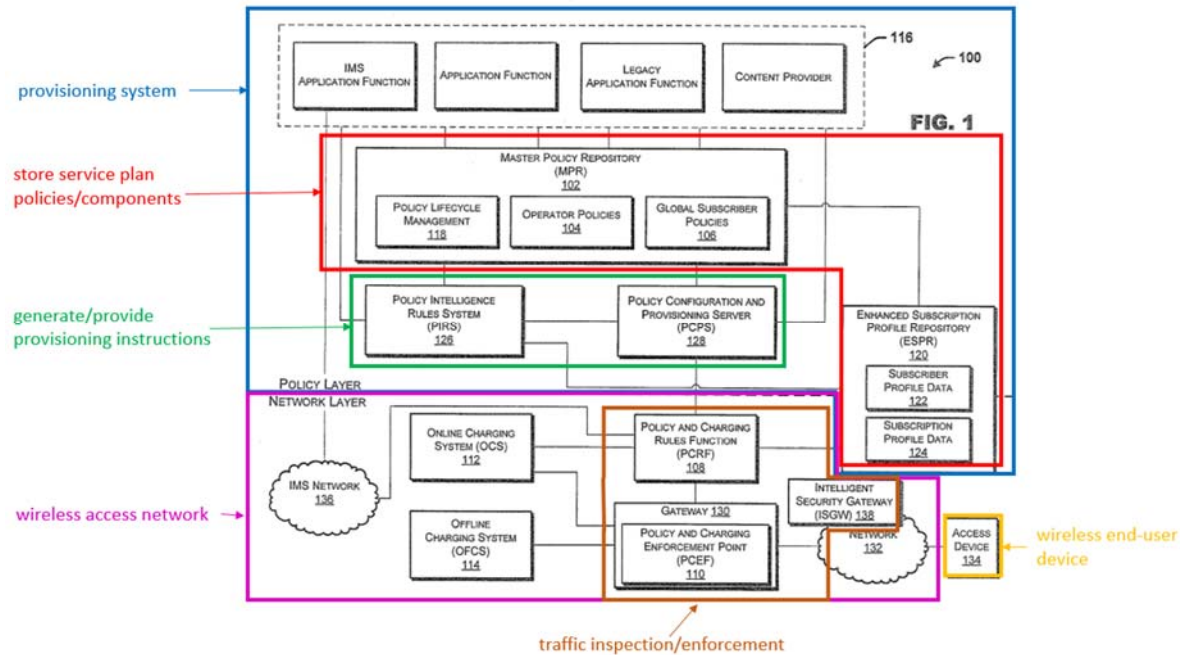 116
100
IMS
APPLICATION FUNCTION
APPLICATION
FUNCTION
LEGACY
APPLICATION
FUNCTION
CONTENT PROVIDER
provisioning system
FIG. 1
store service plan
policies/components
MASTER POLICY REPOSITORY
(MPR)
102
POLICY LIFECYCLE
MANAGEMENT
118
OPERATOR POLICIES
104
GLOBAL SUBSCRIBER
POLICIES
106
generate/provide
provisioning instructions
POLICY INTELLIGENCE
RULES SYSTEM
(PIRS)
126
POLICY CONFIGURATION AND
PROVISIONING SERVER
(PCPS)
128
ENHANCED SUBSCRIPTION
PROFILE REPOSITORY
(ESPR)
120
SUBSCRIBER
PROFILE DATA
122
SUBSCRIPTION
PROFILE DATA
124
POLICY LAYER
NETWORK LAYER
ONLINE CHARGING
SYSTEM (OCS)
112
POLICY AND CHARGING
RULES FUNCTION
(PCRF)
108
IMS NETWORK
136
wireless access network
OFFLINE
CHARGING SYSTEM
(OFCS)
114
GATEWAY 130
POLICY AND CHARGING
ENFORCEMENT POINT
(PCEF)
110
INTELLIGENT
SECURITY GATEWAY
(ISGW) 138
NETWORK
132
ACCESS
DEVICE
134
wireless end-user
device
traffic inspection/enforcement